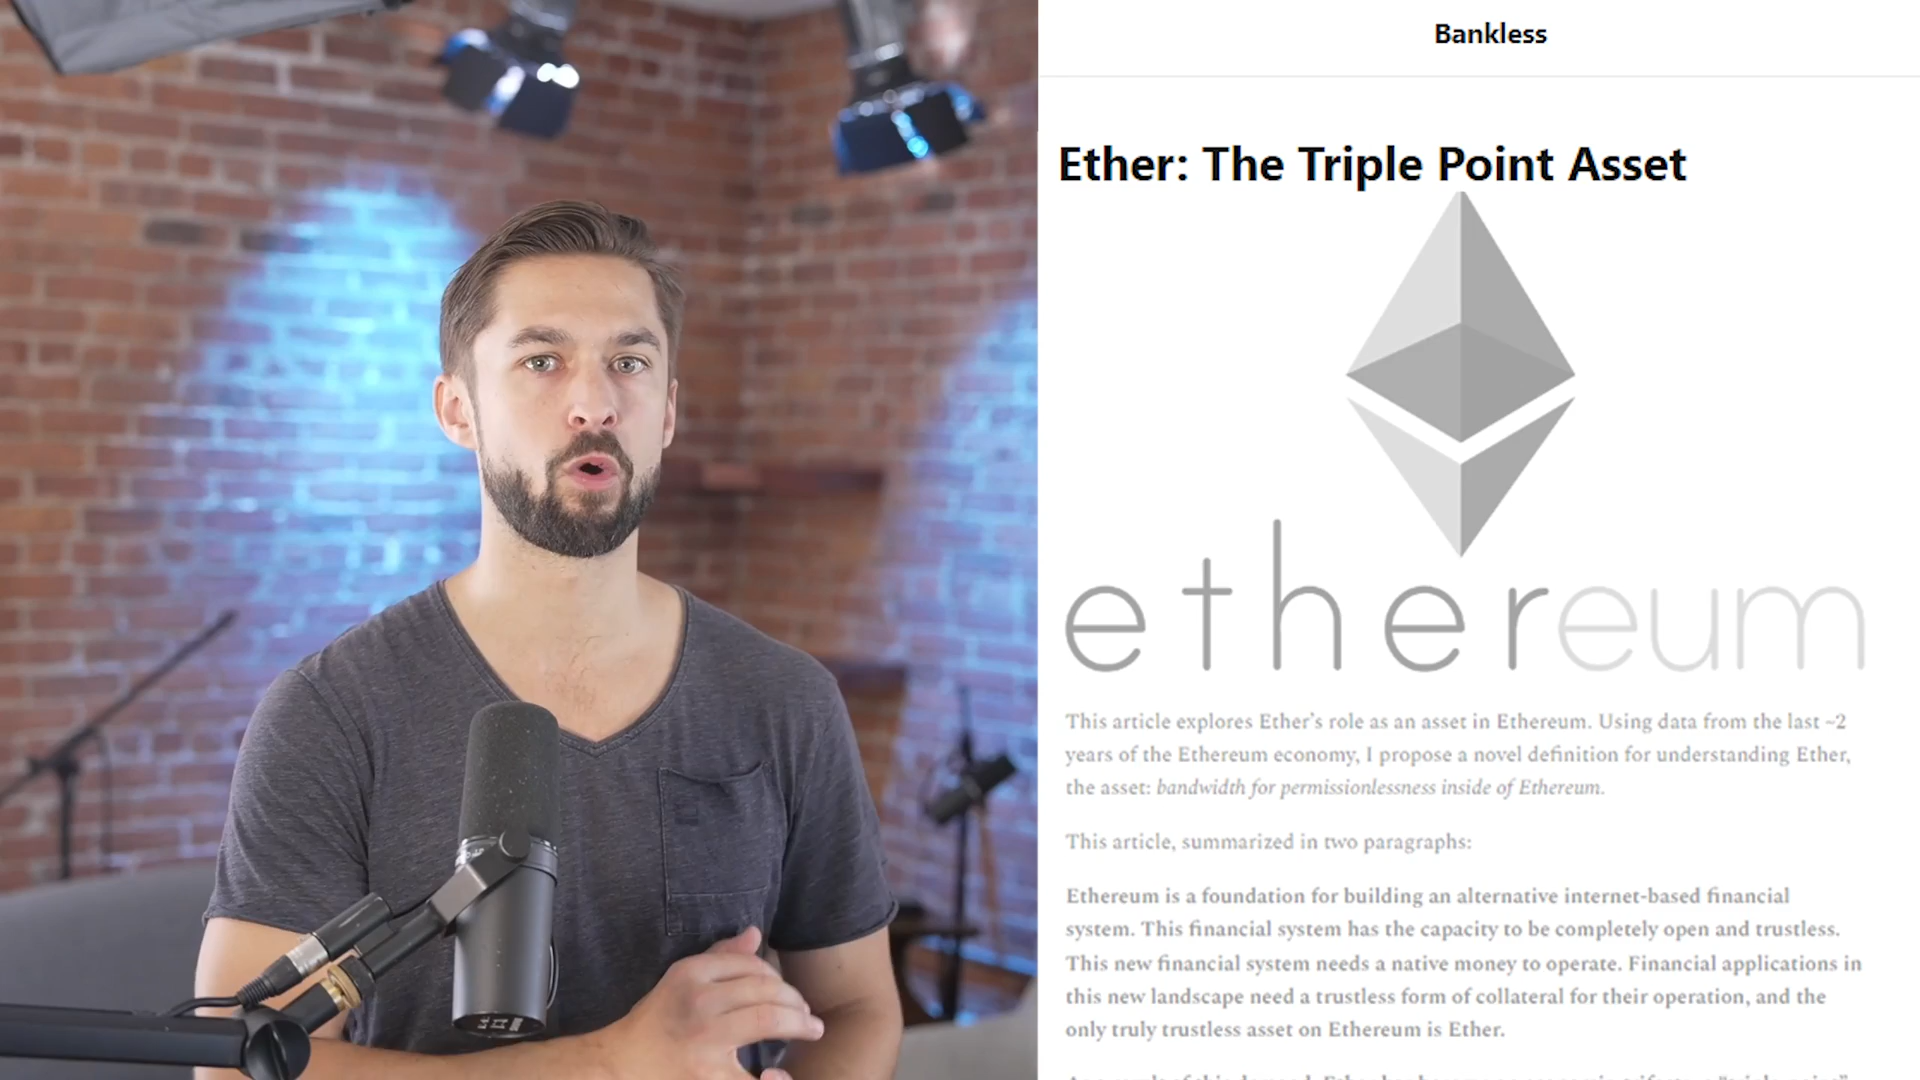 Bankless
Ether: The Triple Point Asset
ethereum
This article explores Ether's role as an asset in Ethereum. Using data from the last ~2
years of the Ethereum economy, I propose a novel definition for understanding Ether,
the asset: bandwidth for permissionlessness inside of Ethereum.
This article, summarized in two paragraphs:
Ethereum is a foundation for building an alternative internet-based financial
system. This financial system has the capacity to be completely open and trustless.
This new financial system needs a native money to operate. Financial applications in
this new landscape need a trustless form of collateral for their operation, and the
only truly trustless asset on Ethereum is Ether.